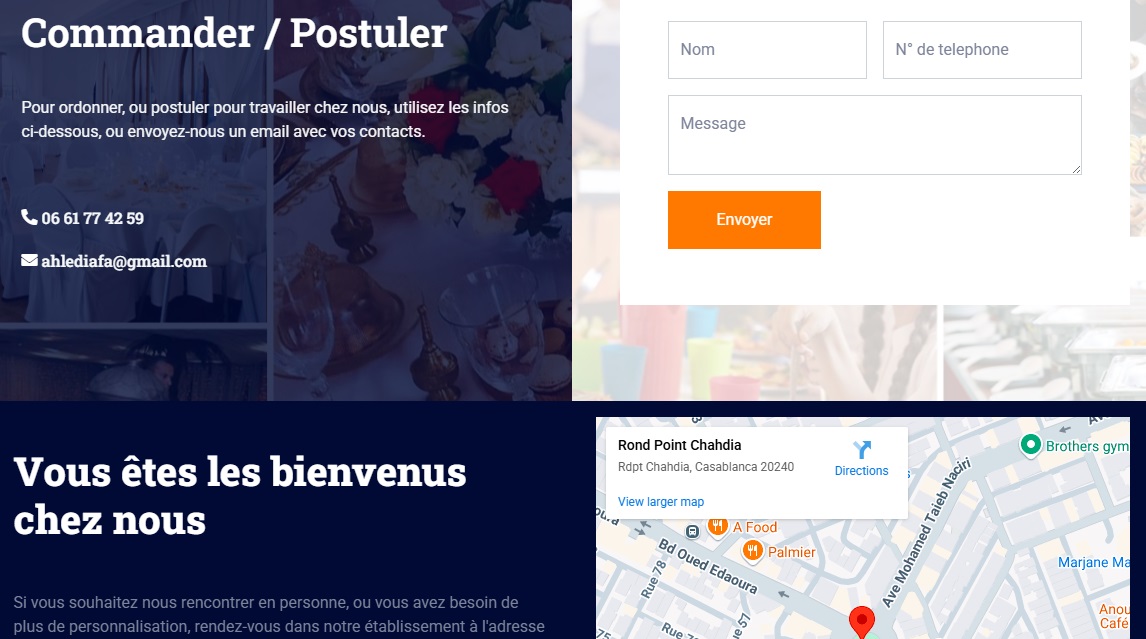 Commander / Postuler
Pour ordonner, ou postuler pour travailler chez nous, utilisez les infos
ci-dessous, ou envoyez-nous un email avec vos contacts.
06 61 77 42 59
ahlediafa@gmail.com
Nom
N° de telephone
Message
Envoyer
Vous êtes les bienvenus
chez nous
Si vous souhaitez nous rencontrer en personne, ou vous avez besoin de
plus de personnalisation, rendez-vous dans notre établissement à l'adresse
Rond Point Chahdia
Rdpt Chahdia, Casablanca 20240
Directions
View larger map
Brothers gym
A Food
Palmier
Bd Oued Edaoura
Ave Mohamed Taieb Naciri
Rue 78
Marjane Ma
Anou
Café